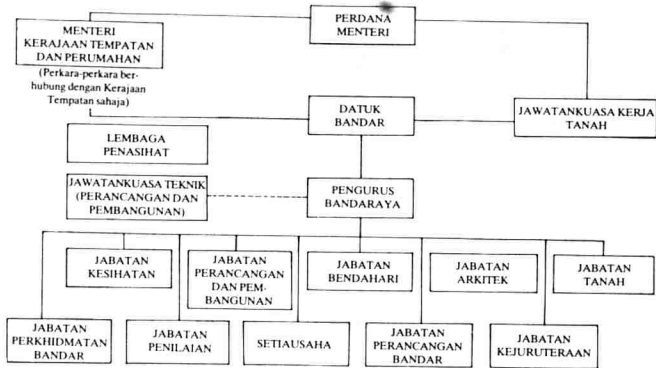 PERDANA
MENTERI
MENTERI
KERAJAAN TEMPATAN
DAN PERUMAHAN
(Perkara-perkara ber-
hubung dengan Kerajaan
Tempatan sahaja)
DATUK
BANDAR
JAWATANKUASA KERJA
TANAH
LEMBAGA
PENASIHAT
JAWATANKUASA TEKNIK
(PERANCANGAN DAN
PEMBANGUNAN)
PENGURUS
BANDARAYA
JABATAN
KESIHATAN
JABATAN
PERANCANGAN
DAN PEM-
BANGUNAN
JABATAN
BENDAHARI
JABATAN
ARKITEK
JABATAN
TANAH
JABATAN
PERKHIDMATAN
BANDAR
JABATAN
PENILAIAN
SETIAUSAHA
JABATAN
PERANCANGAN
BANDAR
JABATAN
KEJURUTERAAN